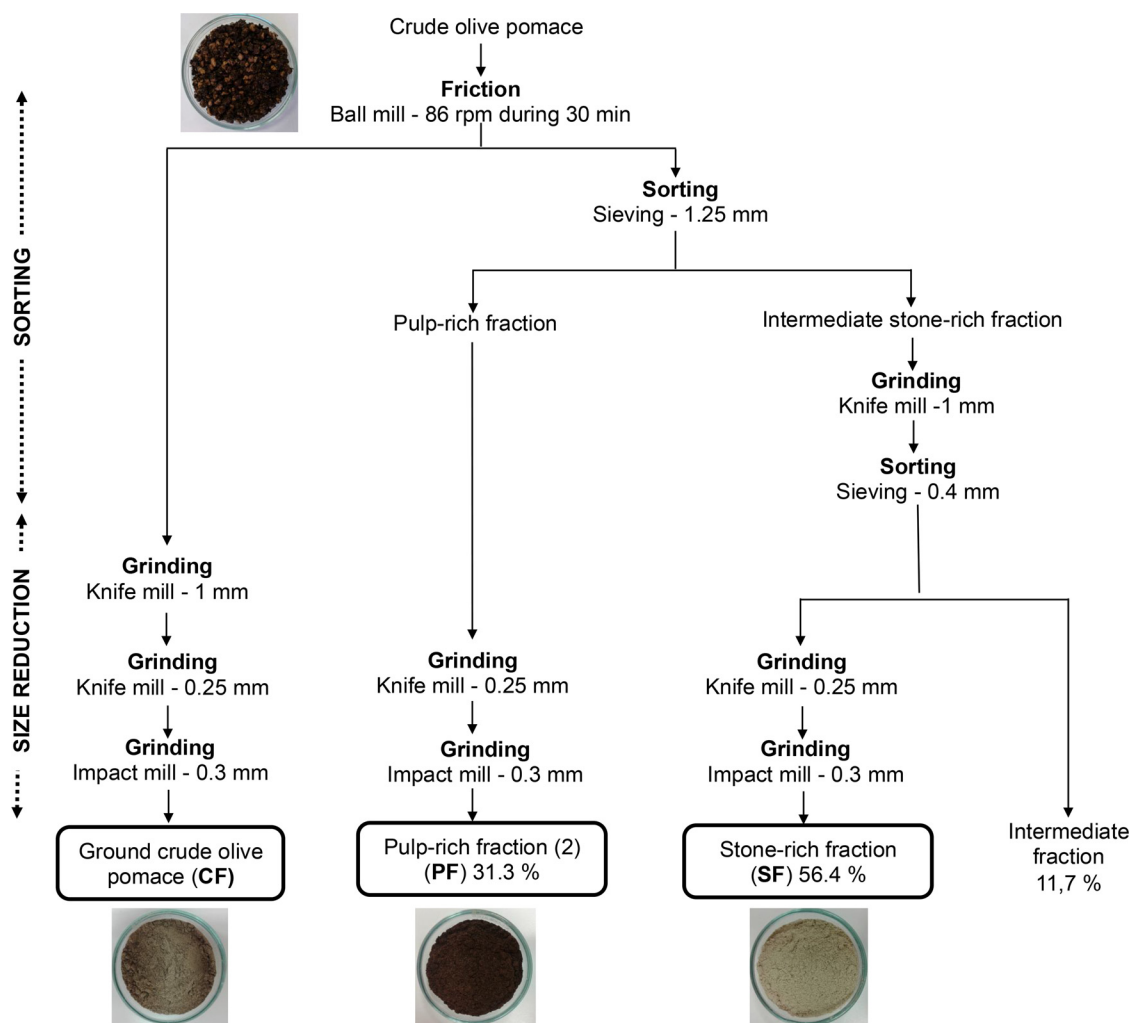 Crude olive pomace
Friction
Ball mill - 86 rpm during 30 min
Sorting
Sieving - 1.25 mm
Pulp-rich fraction
Intermediate stone-rich fraction
Grinding
Knife mill -1 mm
Sorting
Sieving - 0.4 mm
SORTING
SIZE REDUCTION
Grinding
Knife mill - 1 mm
Grinding
Knife mill - 0.25 mm
Grinding
Impact mill - 0.3 mm
Ground crude olive
pomace (CF)
Grinding
Knife mill - 0.25 mm
Grinding
Impact mill - 0.3 mm
Pulp-rich fraction (2)
(PF) 31.3 %
Grinding
Knife mill - 0.25 mm
Grinding
Impact mill - 0.3 mm
Stone-rich fraction
(SF) 56.4 %
Intermediate
fraction
11,7 %